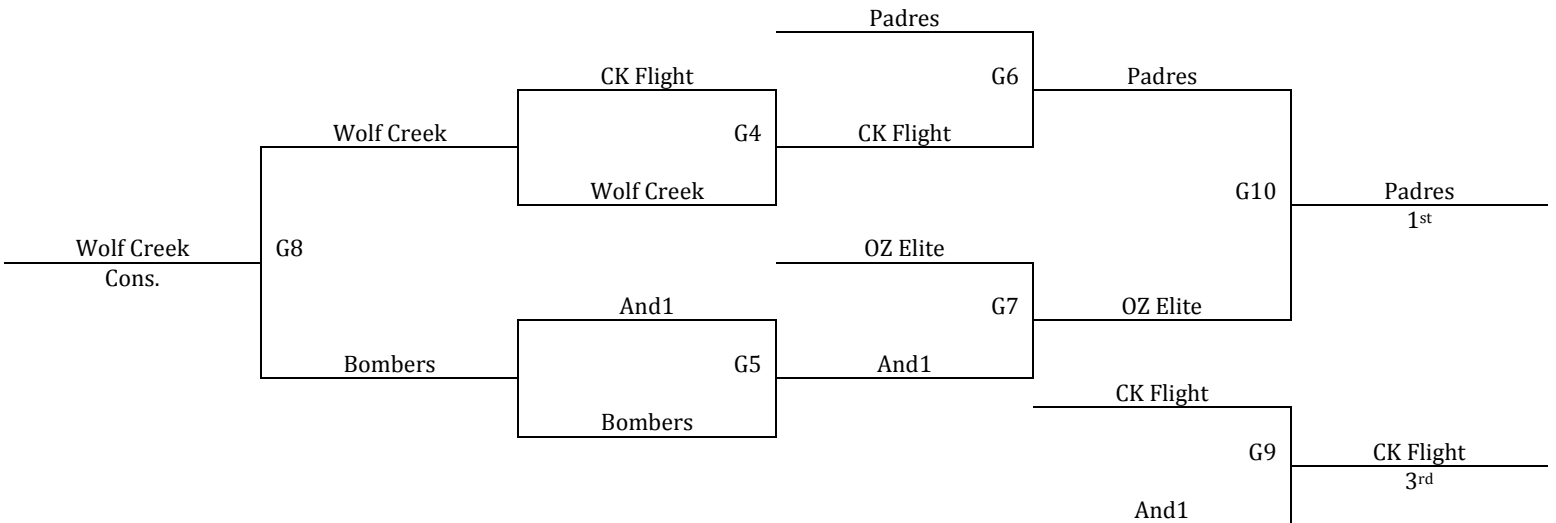 Padres
CK Flight
G6
Padres
Wolf Creek
G4
CK Flight
Wolf Creek
G10
Padres
1st
Wolf Creek
G8
OZ Elite
Cons.
And1
G7
OZ Elite
Bombers
G5
And1
CK Flight
Bombers
G9
CK Flight
3rd
And1